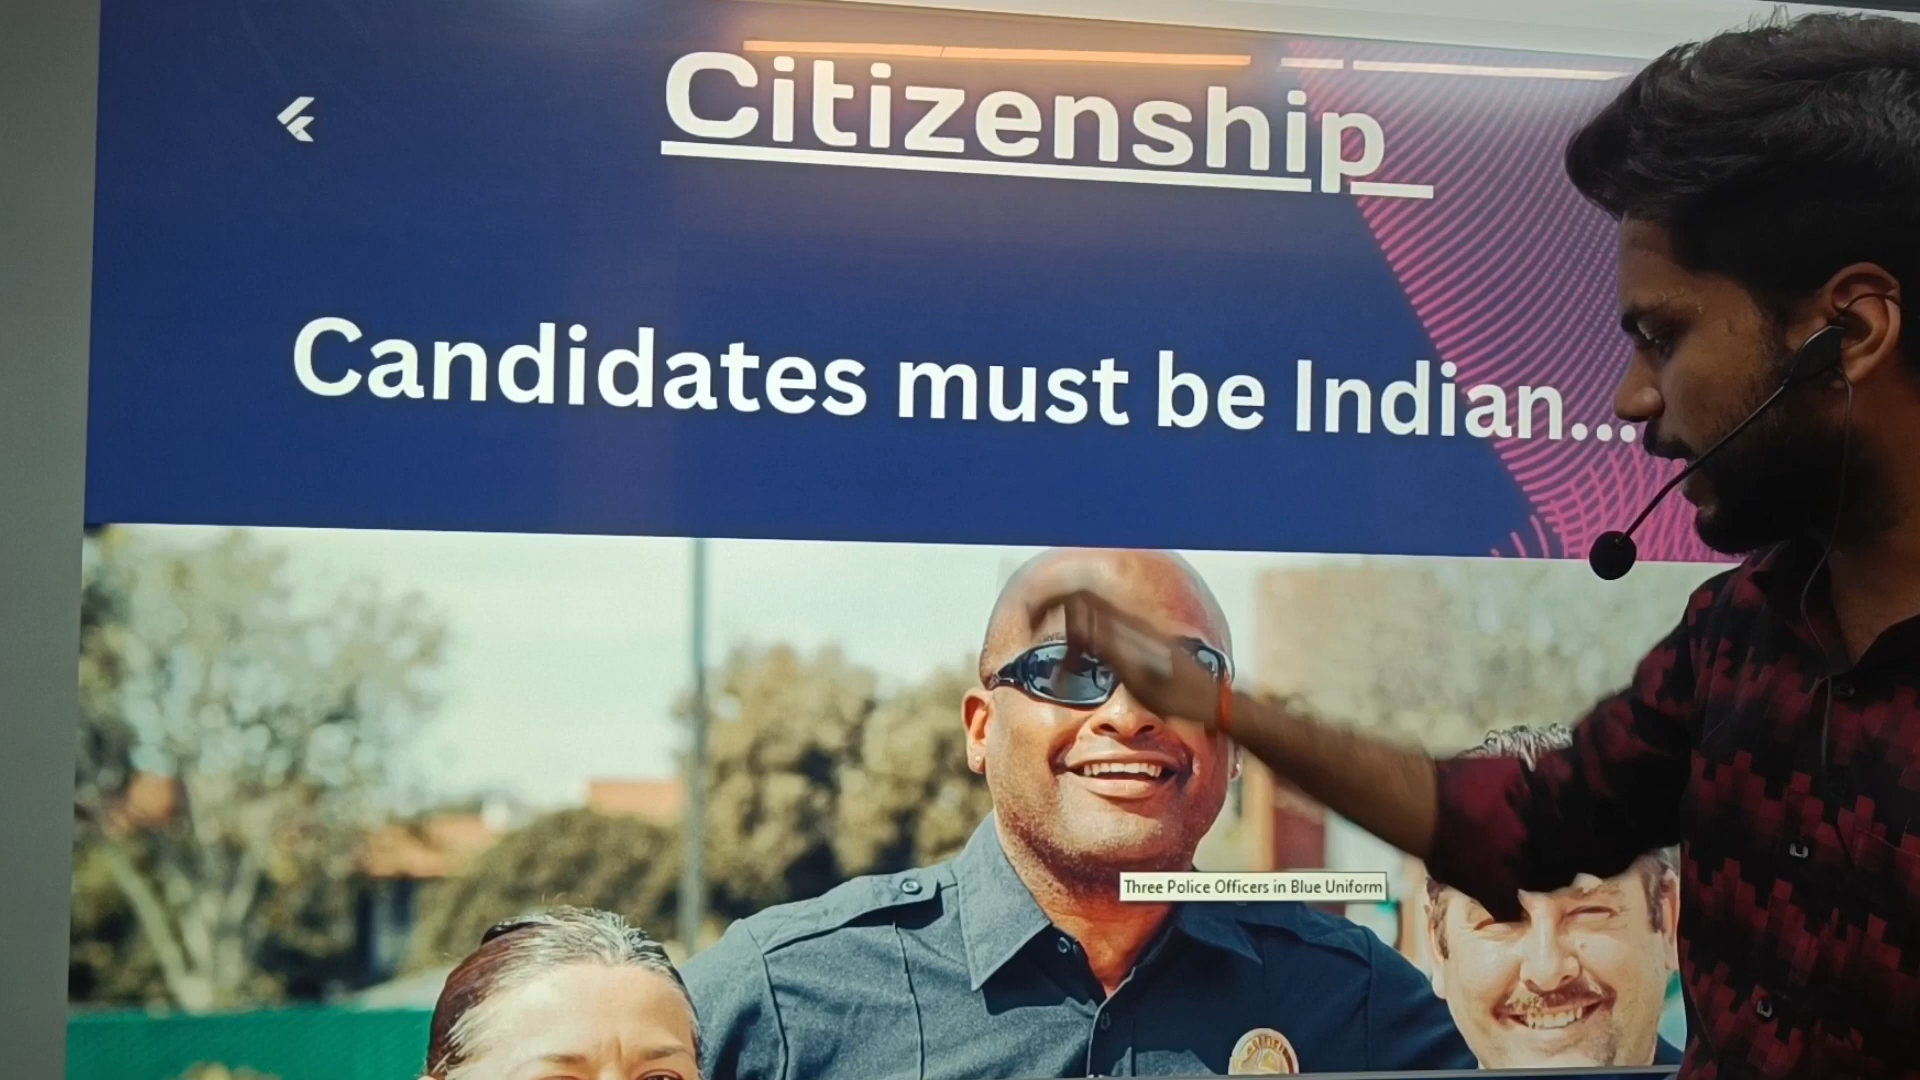 Citizenship
Candidates must be Indian...
Three Police Officers in Blue Uniform